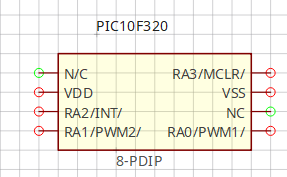 PIC10F320
N/C RA3/MCLR/
VDD VSS
RA2/INT/ NC
RA1/PWM2/ RA0/PWM1/
8-PDIP